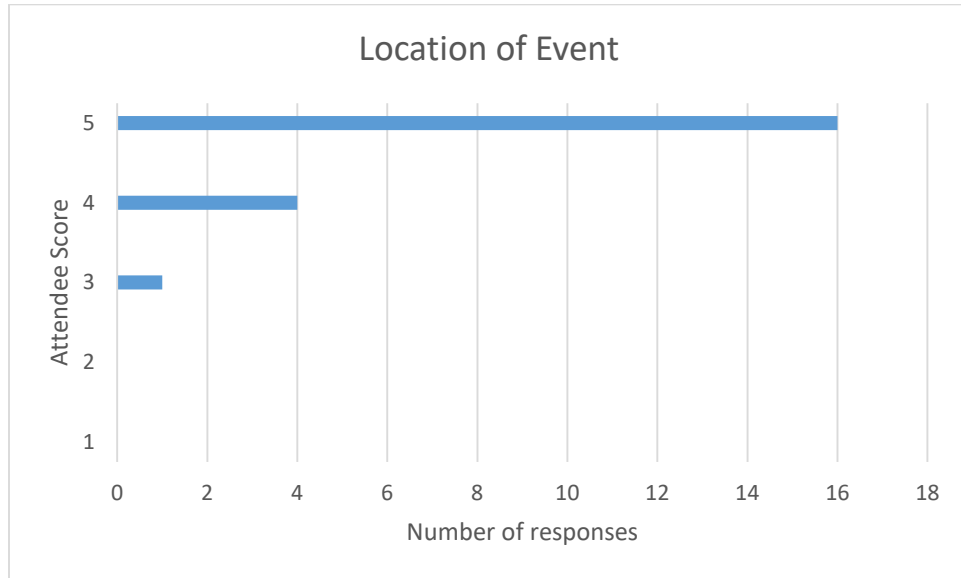 Location of Event
Attendee Score
5
4
3
2
1
0 2 4 6 8 10 12 14 16 18
Number of responses